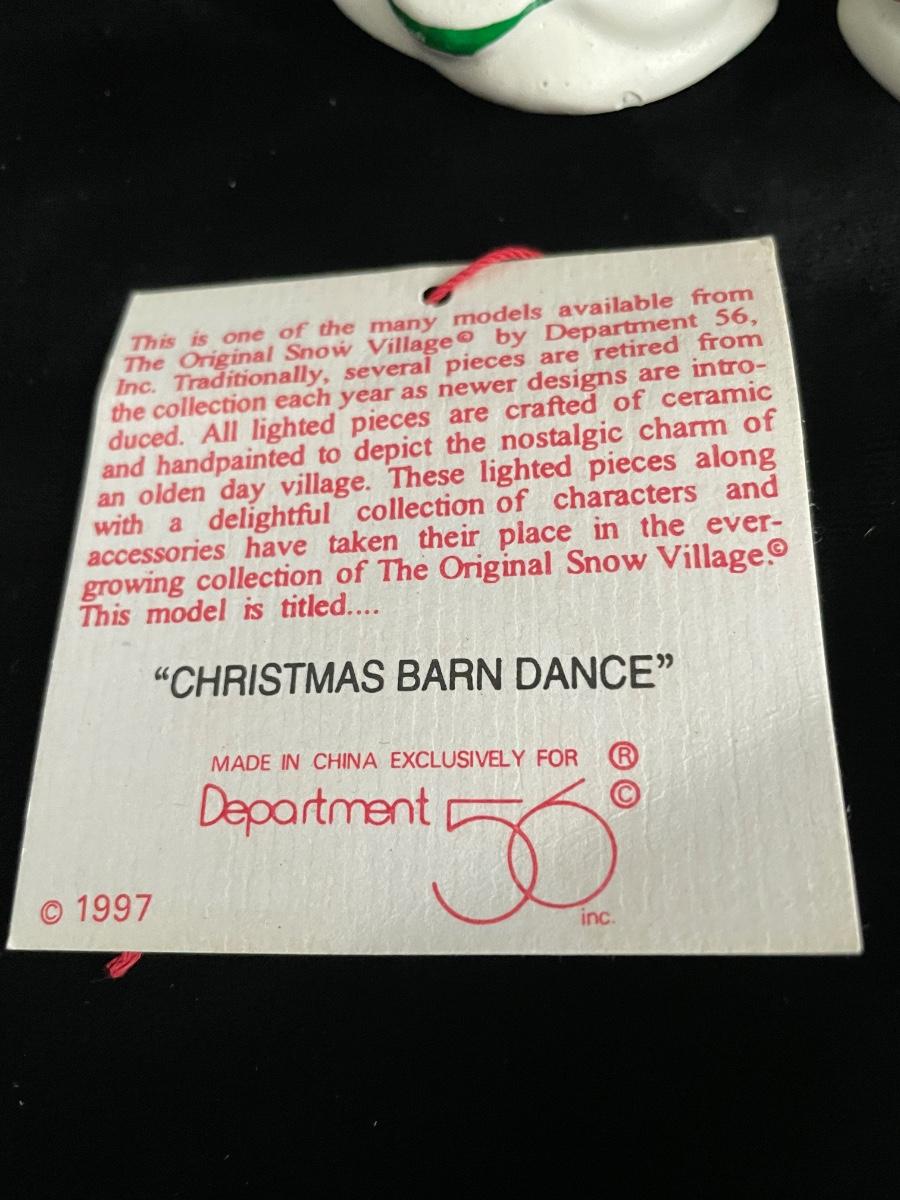 This is one of the many models available from
The Original Snow Village© by Department 56,
Inc. Traditionally, several pieces are retired from
the collection each year as newer designs are intro-
duced. All lighted pieces are crafted of ceramic
and handpainted to depict the nostalgic charm of
an olden day village. These lighted pieces along
with a delightful collection of characters and
accessories have taken their place in the ever-
growing collection of The Original Snow Village.©
This model is titled....
“CHRISTMAS BARN DANCE”
MADE IN CHINA EXCLUSIVELY FOR ®
Department 56 ©
inc.
© 1997